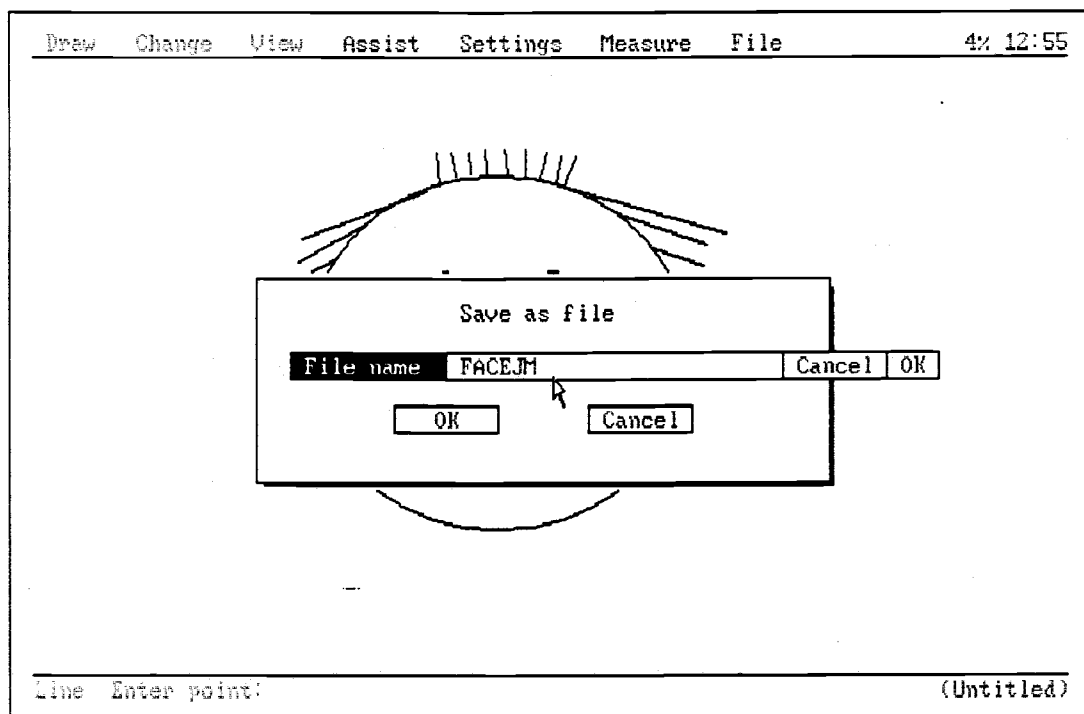 Draw Change View Assist Settings Measure File 4% 12:55
Save as file
File name FACEJM Cancel OK
OK Cancel
Line Enter point: (Untitled)